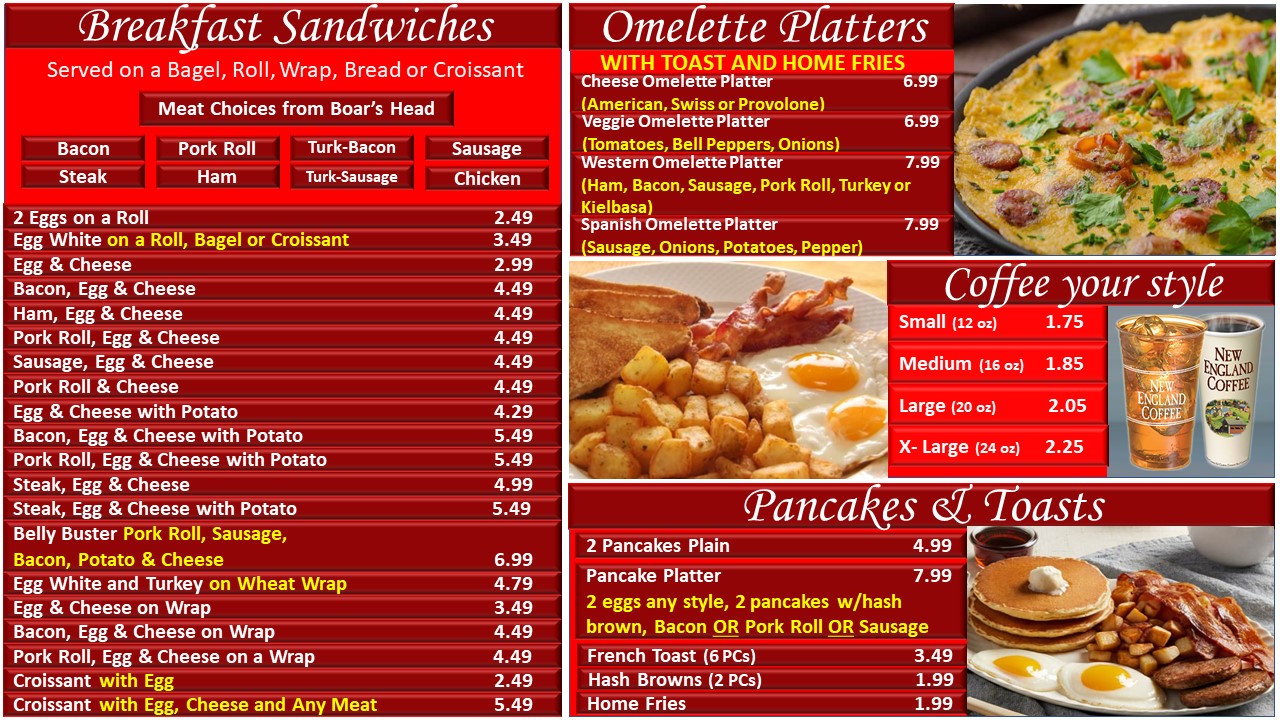 Breakfast Sandwiches
Served on a Bagel, Roll, Wrap, Bread or Croissant
Meat Choices from Boar's Head
Bacon Pork Roll Turk-Bacon Sausage
Steak Ham Turk-Sausage Chicken
2 Eggs on a Roll 2.49
Egg White on a Roll, Bagel or Croissant 3.49
Egg & Cheese 2.99
Bacon, Egg & Cheese 4.49
Ham, Egg & Cheese 4.49
Pork Roll, Egg & Cheese 4.49
Sausage, Egg & Cheese 4.49
Pork Roll & Cheese 4.49
Egg & Cheese with Potato 4.29
Bacon, Egg & Cheese with Potato 5.49
Pork Roll, Egg & Cheese with Potato 5.49
Steak, Egg & Cheese 4.99
Steak, Egg & Cheese with Potato 5.49
Belly Buster Pork Roll, Sausage,
Bacon, Potato & Cheese 6.99
Egg White and Turkey on Wheat Wrap 4.79
Egg & Cheese on Wrap 3.49
Bacon, Egg & Cheese on Wrap 4.49
Pork Roll, Egg & Cheese on a Wrap 4.49
Croissant with Egg 2.49
Croissant with Egg, Cheese and Any Meat 5.49
Omelette Platters
WITH TOAST AND HOME FRIES
Cheese Omelette Platter 6.99
(American, Swiss or Provolone)
Veggie Omelette Platter 6.99
(Tomatoes, Bell Peppers, Onions)
Western Omelette Platter 7.99
(Ham, Bacon, Sausage, Pork Roll, Turkey or
Kielbasa)
Spanish Omelette Platter 7.99
(Sausage, Onions, Potatoes, Pepper)
Coffee your style
Small (12 oz) 1.75
Medium (16 oz) 1.85
Large (20 oz) 2.05
X- Large (24 oz) 2.25
NEW
ENGLAND
COFFEE
NEW
ENGLAND
COFFEE
Pancakes & Toasts
2 Pancakes Plain 4.99
Pancake Platter 7.99
2 eggs any style, 2 pancakes w/hash
brown, Bacon OR Pork Roll OR Sausage
French Toast (6 PCs) 3.49
Hash Browns (2 PCs) 1.99
Home Fries 1.99